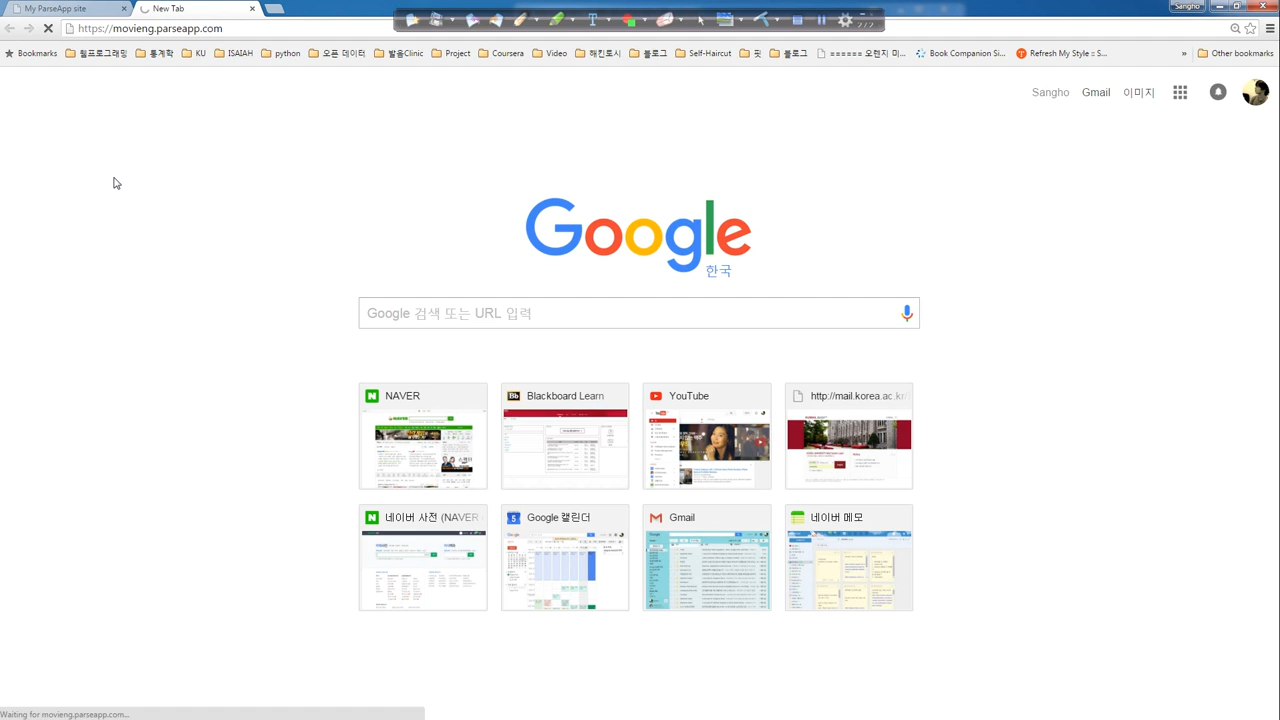 My ParseApp site
New Tab
Sangho
https://movieng.parseapp.com
Bookmarks 웹프로그래밍 통계학 KU ISAIAH python 오픈 데이터 발음Clinic Project Coursera Video 해킨토시 블로그 Self-Haircut 핏 블로그 ====== 오렌지 미... Book Companion Si... Refresh My Style :: S... » Other bookmarks
Sangho Gmail 이미지
Google
한국
Google 검색 또는 URL 입력
NAVER Blackboard Learn YouTube http://mail.korea.ac.kr/
네이버 사전 (NAVER Google 캘린더 Gmail 네이버 메모
Waiting for movieng.parseapp.com...